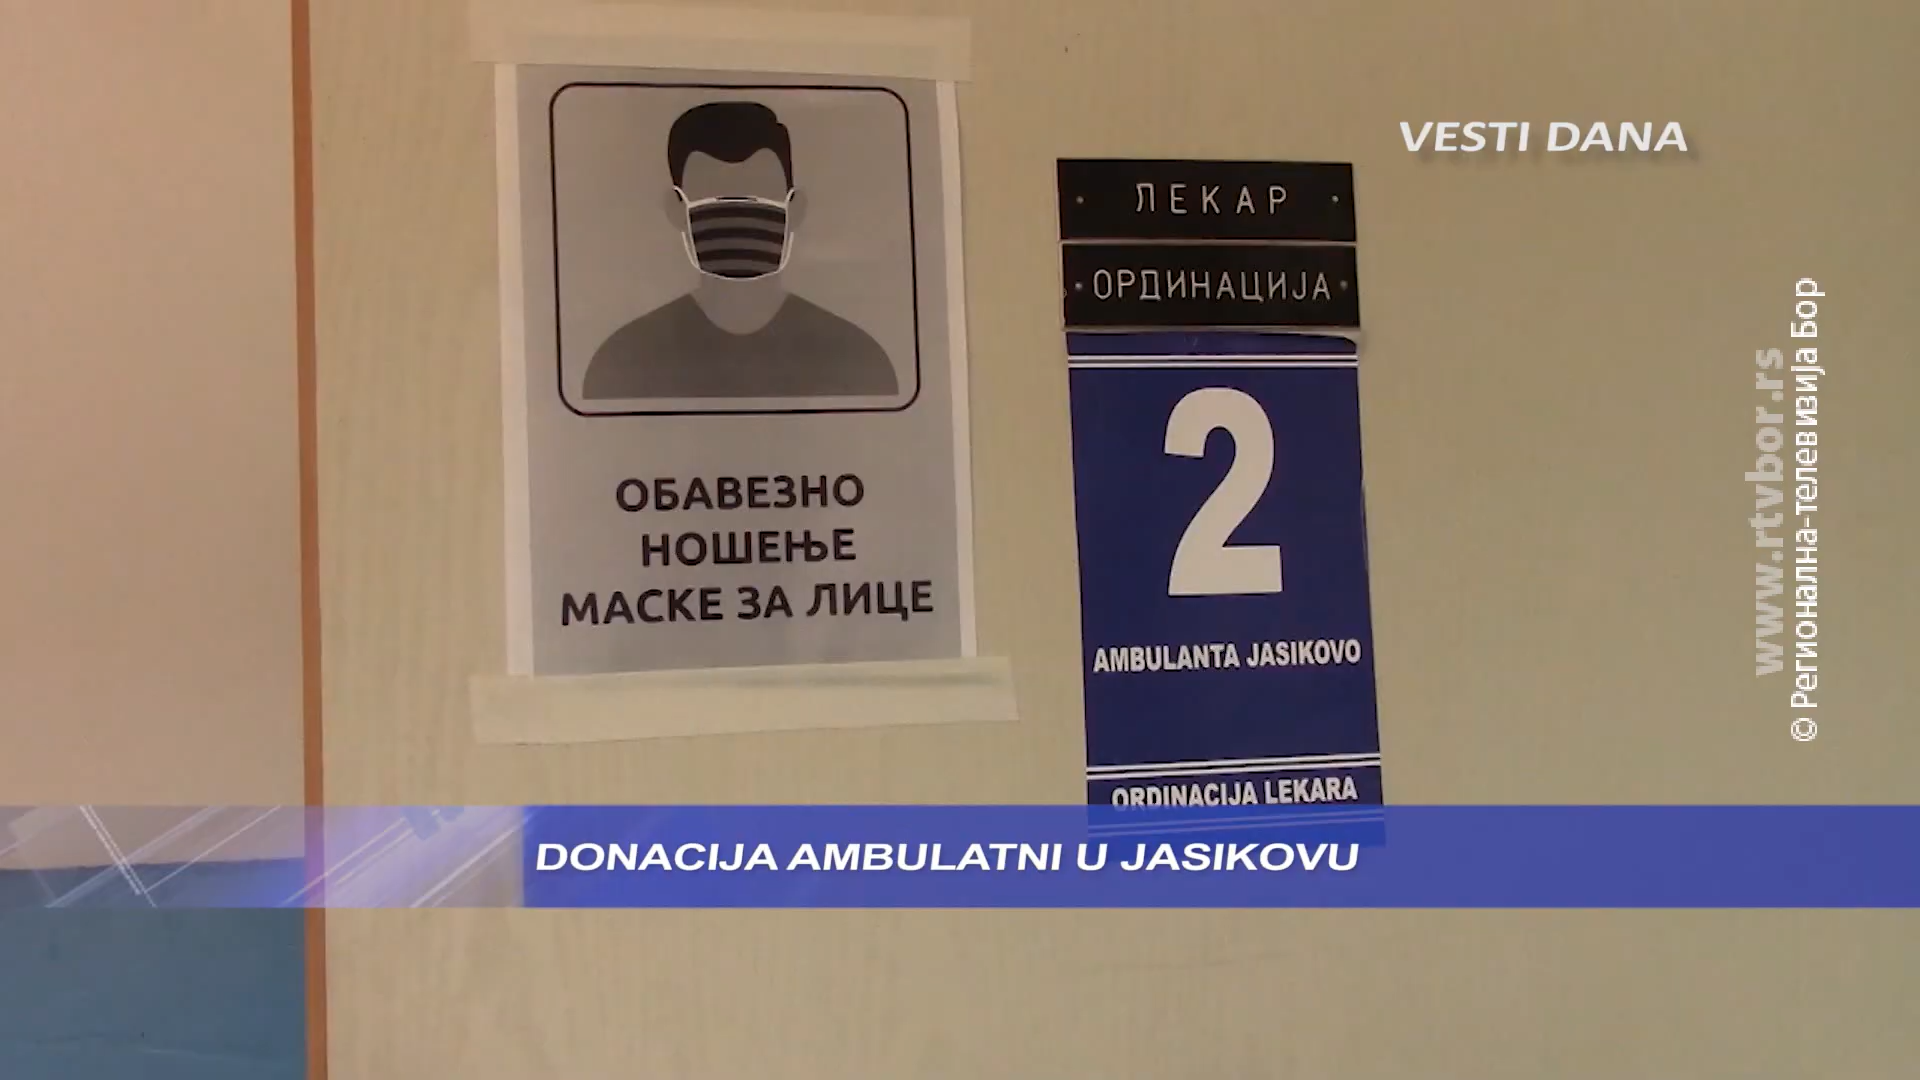 VESTI DANA
ОБАВЕЗНО
НОШЕЊЕ
МАСКЕ ЗА ЛИЦЕ
ЛЕКАР
ОРДИНАЦИЈА
2
AMBULANTA JASIKOVO
ORDINACIJA LEKARA
DONACIJA AMBULATNI U JASIKOVU
www.rtvbor.rs
© Регионална-телевизија Бор